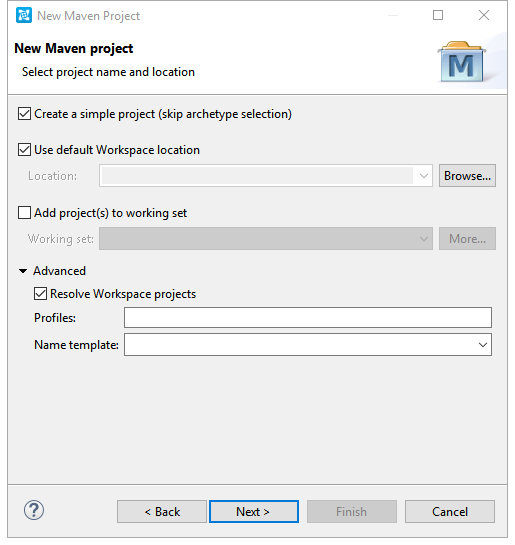 New Maven Project
New Maven project
Select project name and location
M
Create a simple project (skip archetype selection)
Use default Workspace location
Location:
Browse...
Add project(s) to working set
Working set:
More...
Advanced
Resolve Workspace projects
Profiles:
Name template:
?
< Back
Next >
Finish
Cancel